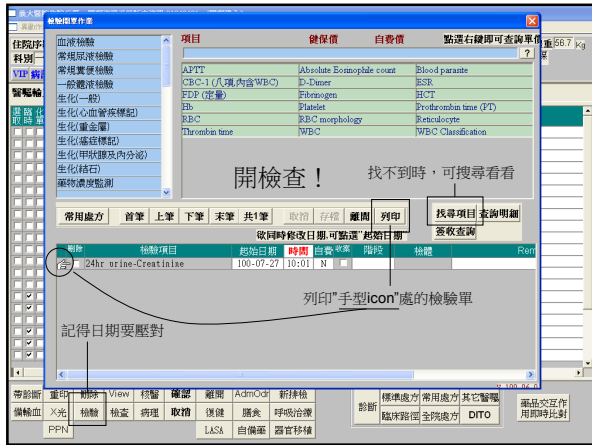 檢驗開單作業
住院序
科別一
VIP 病
醫囑輸
重 56.7 Kg
選 臨 化
取 時 單
血液檢驗
常規尿液檢驗
常規糞便檢驗
一般體液檢驗
生化(一般)
生化(心血管疾標記)
生化(重金屬)
生化(癌症標記)
生化(甲狀腺及內分泌)
生化(結石)
藥物濃度監測
項目 健保價 自費價 點選右鍵即可查詢單價
?
APTT Absolute Eosinophle count Blood parasite
CBC-1 (八項,內含WBC) D-Dimer ESR
FDP (定量) Fibrinogen HCT
Hb Platelet Prothrombin time (PT)
RBC RBC morphology Reticulocyte
Thrombin time WBC WBC Classification
開檢查！
找不到時，可搜尋看看
常用處方 首筆 上筆 下筆 末筆 共1筆 取消 存檔 離開 列印 找尋項目 查詢明細
欲同時修改日期,可點選"起始日期" 簽收查詢
刪除 檢驗項目 起始日期 時間 自費 收案 階段 檢體 Rem
24hr urine-Creatinine 100-07-27 10:01 N
列印"手型icon"處的檢驗單
記得日期要壓對
帶診斷 重印 刪除 View 核醫 確認 離開 AdmOdr 新排檢
備輸血 X光 檢驗 檢查 病理 取消 復健 膳食 呼吸治療
PPN LASA 自備藥 器官移植
診斷 標準處方 常用處方 其它醫囑
臨床路徑 全院處方 DITO
藥品交互作
用即時比對